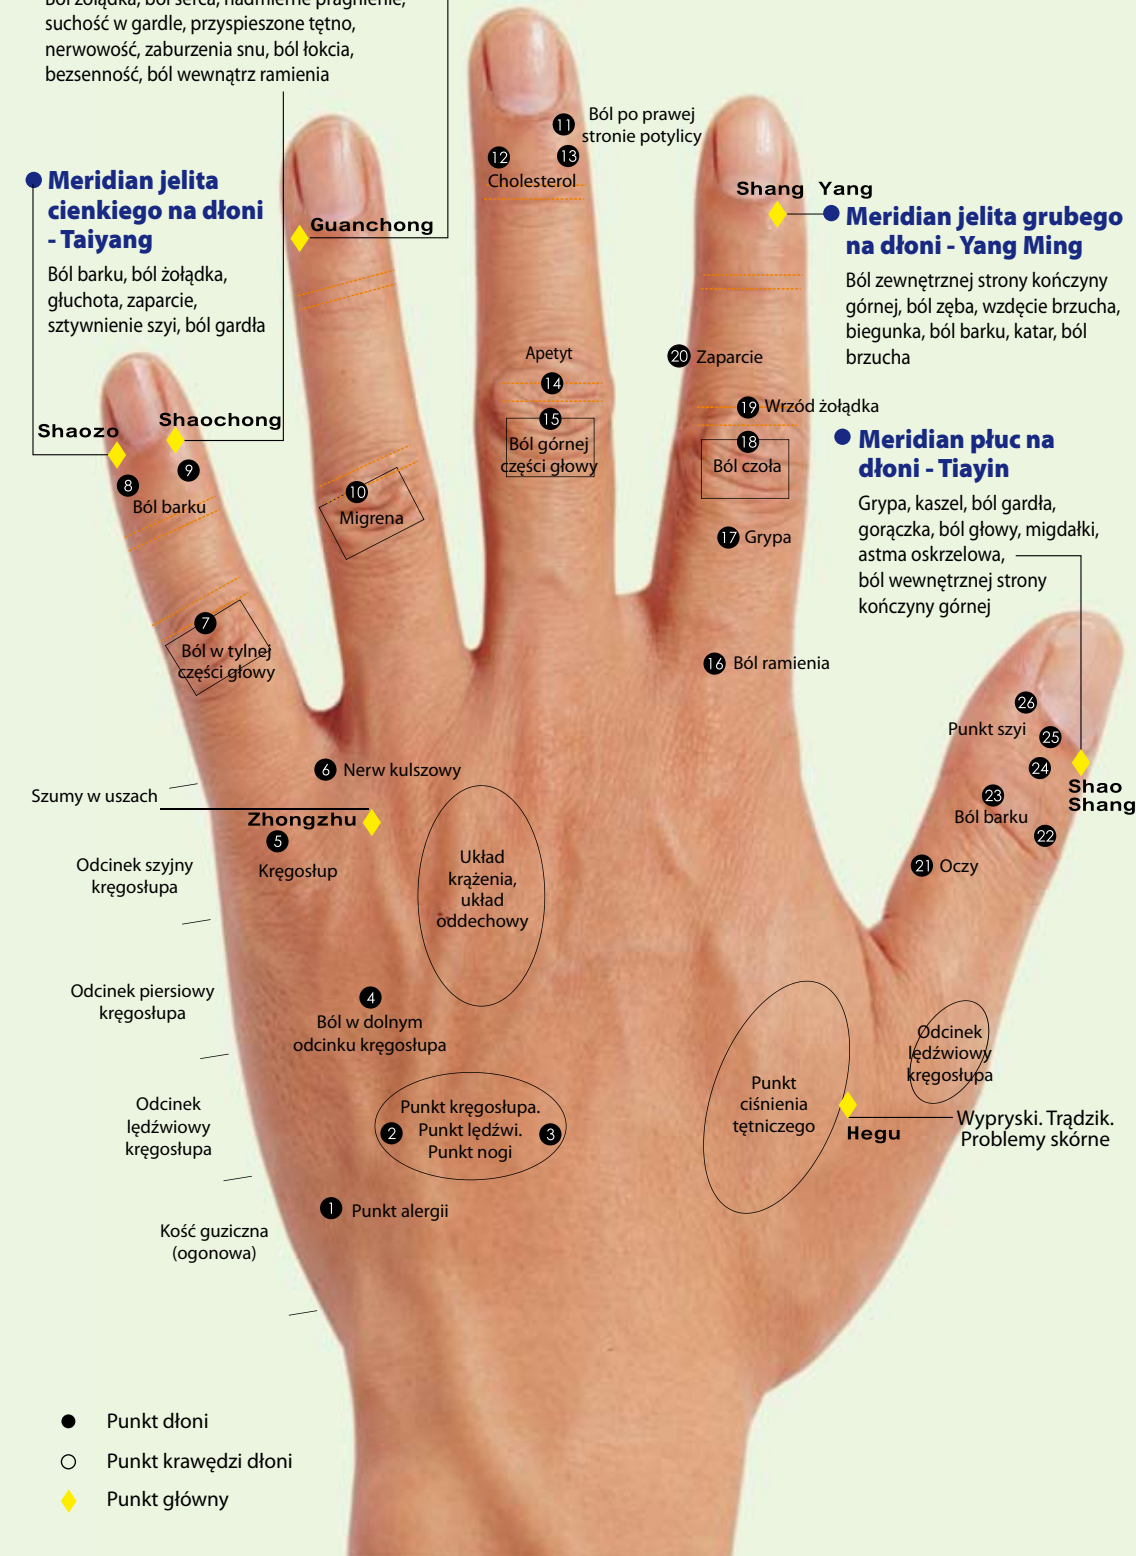 Ból żołądka, ból serca, nadmierne pragnienie,
suchość w gardle, przyspieszone tętno,
nerwowość, zaburzenia snu, ból łokcia,
bezsenność, ból wewnątrz ramienia
Meridian jelita
cienkiego na dłoni
- Taiyang
Ból barku, ból żołądka,
głuchota, zaparcie,
sztywnienie szyi, ból gardła
Guanchong
11
Ból po prawej
stronie potylicy
12
13
Cholesterol
Shang Yang
Meridian jelita grubego
na dłoni - Yang Ming
Ból zewnętrznej strony kończyny
górnej, ból zęba, wzdęcie brzucha,
biegunka, ból barku, katar, ból
brzucha
Apetyt
14
15
Ból górnej
części głowy
20 Zaparcie
19 Wrzód żołądka
18
Ból czoła
17 Grypa
16 Ból ramienia
Meridian płuc na
dłoni - Tiayin
Grypa, kaszel, ból gardła,
gorączka, ból głowy, migdałki,
astma oskrzelowa,
ból wewnętrznej strony
kończyny górnej
Shaozo
Shaochong
8
9
Ból barku
10
Migrena
7
Ból w tylnej
części głowy
6 Nerw kulszowy
Szumy w uszach
Zhongzhu
5
Kręgosłup
26
Punkt szyi
25
24
Shao
Shang
23
Ból barku
22
21 Oczy
Odcinek szyjny
kręgosłupa
Układ
krążenia,
układ
oddechowy
Odcinek piersiowy
kręgosłupa
4
Ból w dolnym
odcinku kręgosłupa
Odcinek
lędźwiowy
kręgosłupa
Punkt
ciśnienia
tętniczego
Odcinek
lędźwiowy
kręgosłupa
Punkt kręgosłupa.
2 Punkt lędźwi. 3
Punkt nogi
Hegu
Wypryski. Trądzik.
Problemy skórne
1 Punkt alergii
Kość guziczna
(ogonowa)
Punkt dłoni
Punkt krawędzi dłoni
Punkt główny